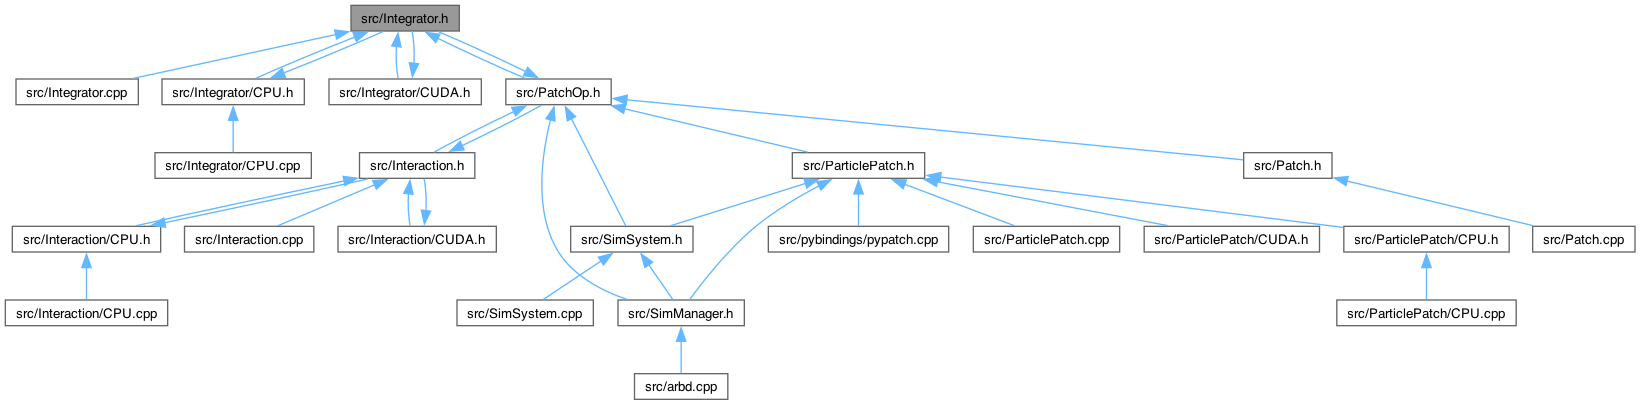 src/Integrator.h
src/Integrator.cpp
src/Integrator/CPU.h
src/Integrator/CUDA.h
src/PatchOp.h
src/Integrator/CPU.cpp
src/Interaction.h
src/ParticlePatch.h
src/Patch.h
src/Interaction/CPU.h
src/Interaction.cpp
src/Interaction/CUDA.h
src/SimSystem.h
src/pybindings/pypatch.cpp
src/ParticlePatch.cpp
src/ParticlePatch/CUDA.h
src/ParticlePatch/CPU.h
src/Patch.cpp
src/Interaction/CPU.cpp
src/SimSystem.cpp
src/SimManager.h
src/ParticlePatch/CPU.cpp
src/arbd.cpp